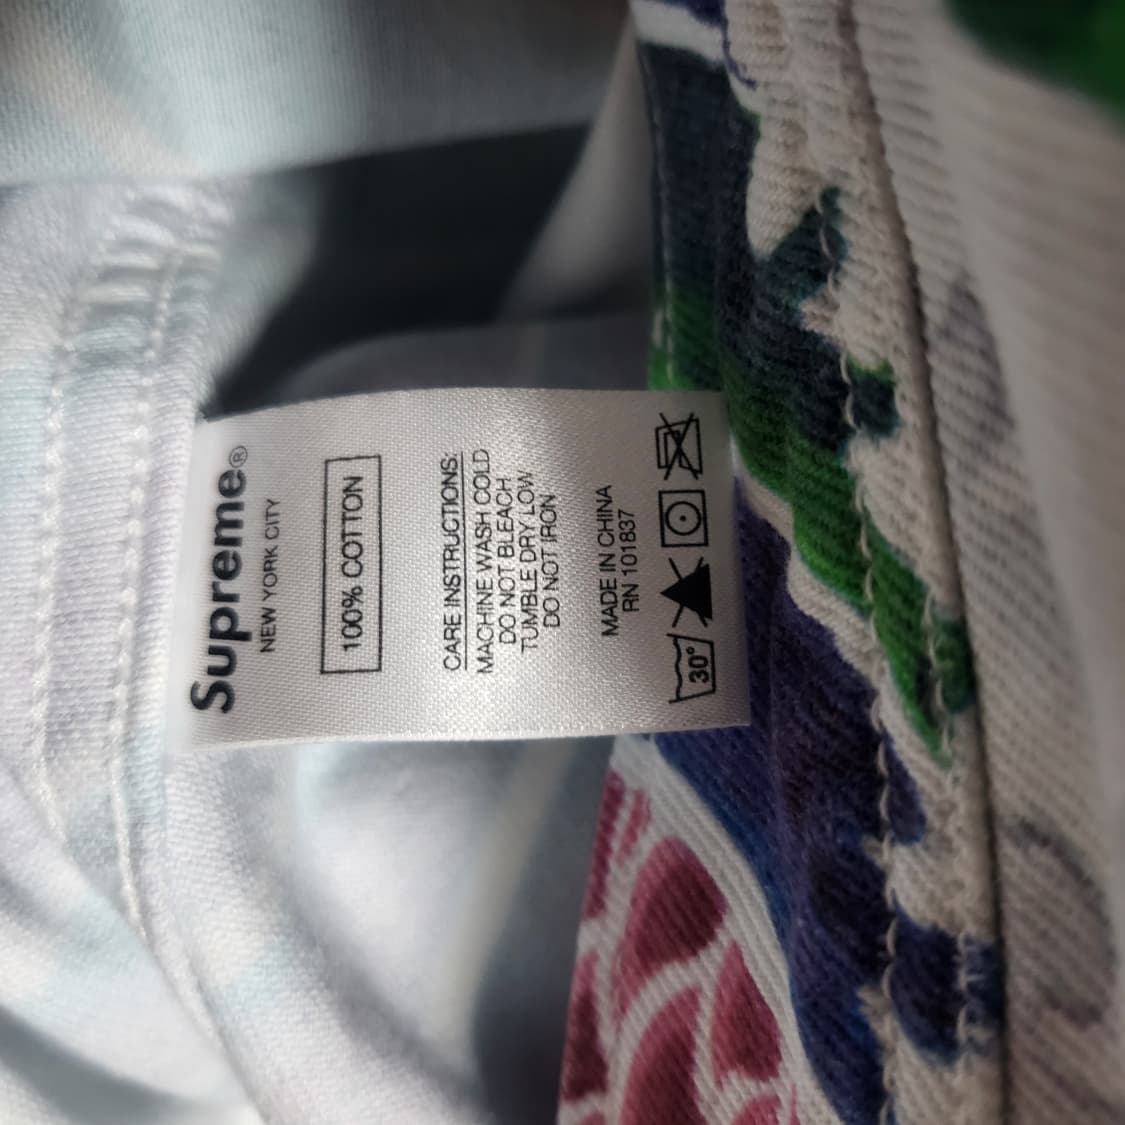 Supreme®
NEW YORK CITY
100% COTTON
CARE INSTRUCTIONS:
MACHINE WASH COLD
DO NOT BLEACH
TUMBLE DRY LOW
DO NOT IRON
MADE IN CHINA
RN 101837
30°